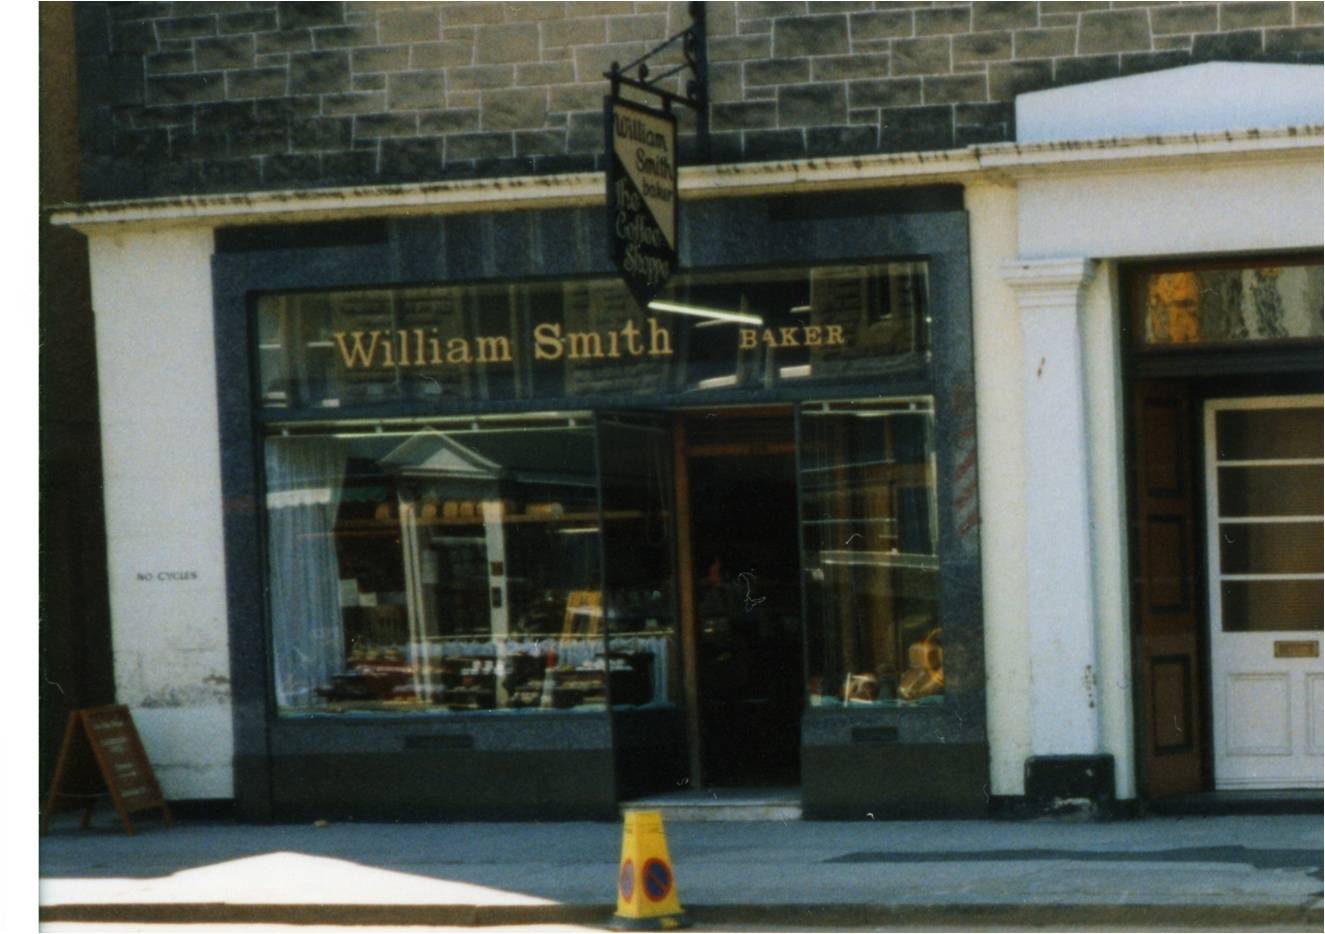 William
Smith
baker
The
Coffee
Shoppe
William Smith BAKER
NO CYCLES